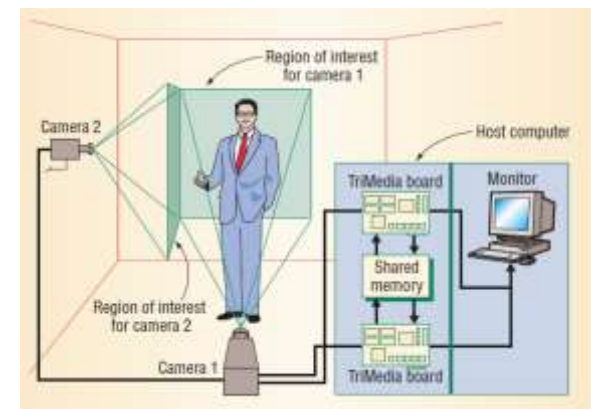 Region of interest
for camera 1
Camera 2
Host computer
TriMedia board
Monitor
Shared
memory
Region of interest
for camera 2
Camera 1
TriMedia board